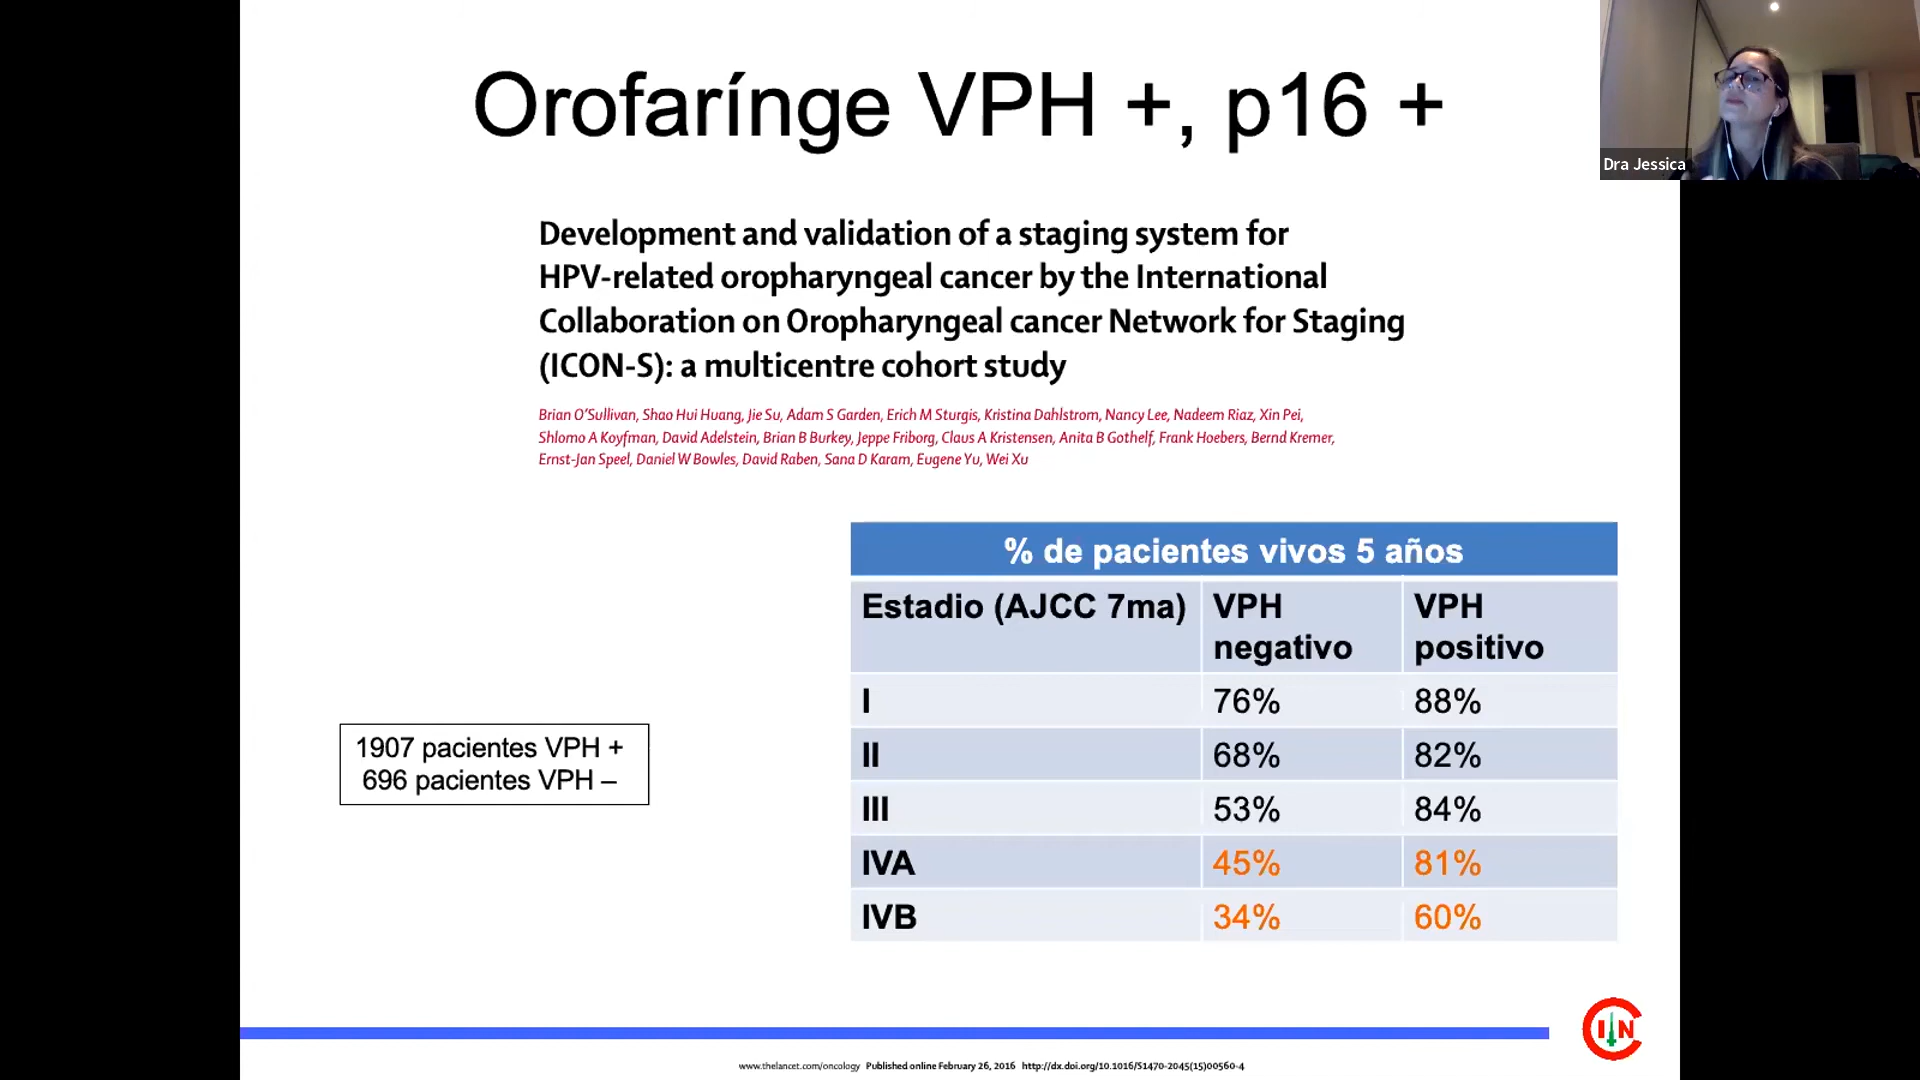 Orofarínge VPH +, p16 +
Dra Jessica
Development and validation of a staging system for
HPV-related oropharyngeal cancer by the International
Collaboration on Oropharyngeal cancer Network for Staging
(ICON-S): a multicentre cohort study
Brian O'Sullivan, Shao Hui Huang, Jie Su, Adam S Garden, Erich M Sturgis, Kristina Dahlstrom, Nancy Lee, Nadeem Riaz, Xin Pei,
Shlomo A Koyfman, David Adelstein, Brian B Burkey, Jeppe Friborg, Claus A Kristensen, Anita B Gothelf, Frank Hoebers, Bernd Kremer,
Ernst-Jan Speel, Daniel W Bowles, David Raben, Sana D Karam, Eugene Yu, Wei Xu
% de pacientes vivos 5 años
Estadio (AJCC 7ma) VPH negativo VPH positivo
I 76% 88%
II 68% 82%
III 53% 84%
IVA 45% 81%
IVB 34% 60%
1907 pacientes VPH +
696 pacientes VPH –
www.thelancet.com/oncology Published online February 26, 2016 http://dx.doi.org/10.1016/S1470-2045(15)00560-4